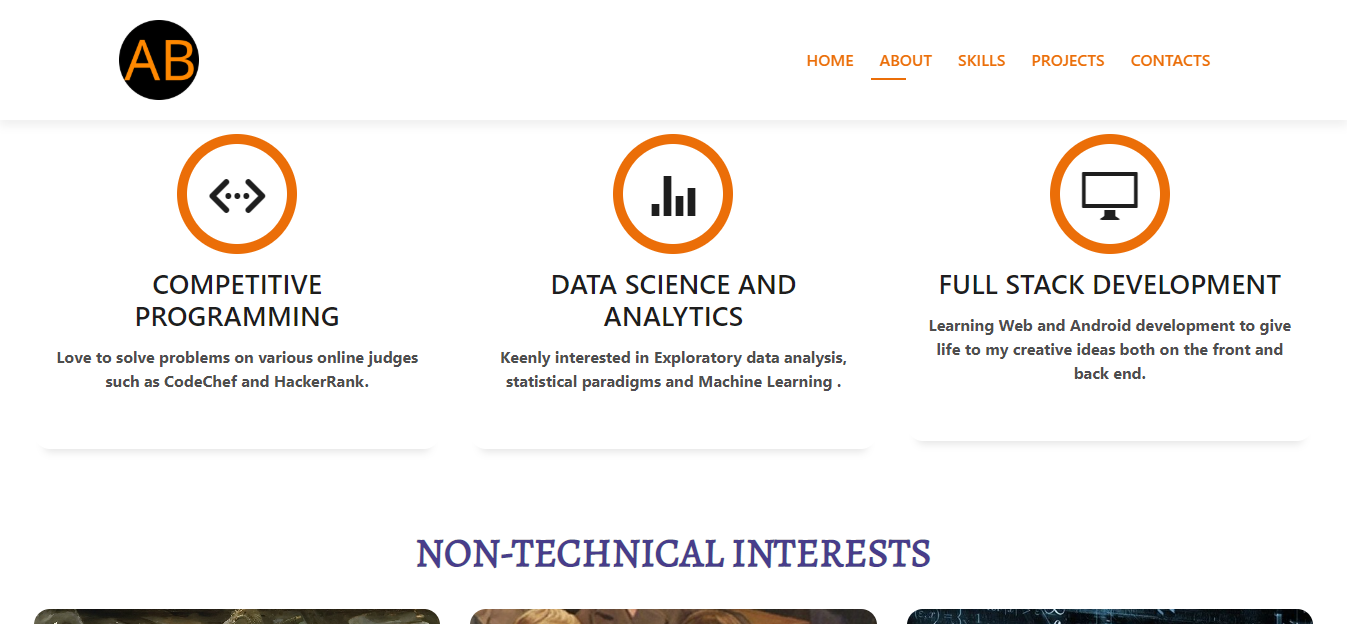 AB
HOME ABOUT SKILLS PROJECTS CONTACTS
COMPETITIVE
PROGRAMMING
Love to solve problems on various online judges
such as CodeChef and HackerRank.
DATA SCIENCE AND
ANALYTICS
Keenly interested in Exploratory data analysis,
statistical paradigms and Machine Learning .
FULL STACK DEVELOPMENT
Learning Web and Android development to give
life to my creative ideas both on the front and
back end.
NON-TECHNICAL INTERESTS